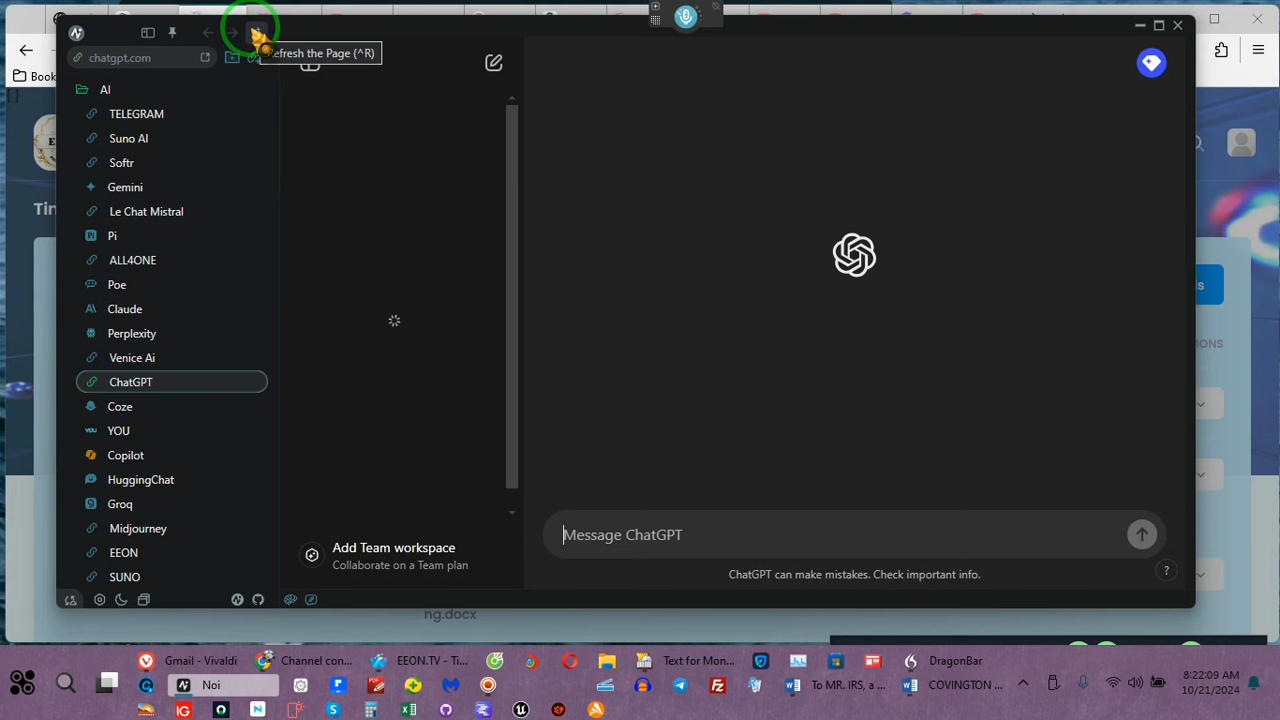 chatgpt.com
Refresh the Page (^R)
Book
AI
TELEGRAM
Suno AI
Softr
Gemini
Le Chat Mistral
Pi
ALL4ONE
Poe
Claude
Perplexity
Venice Ai
ChatGPT
Coze
YOU
Copilot
HuggingChat
Groq
Midjourney
EEON
SUNO
Tin
s
IONS
Message ChatGPT
Add Team workspace
Collaborate on a Team plan
ChatGPT can make mistakes. Check important info.
?
ng.docx
Gmail - Vivaldi
Channel con...
EEON.TV - Ti...
Text for Mon...
DragonBar
Noi
To MR. IRS, a ...
COVINGTON ...
8:22:09 AM
10/21/2024